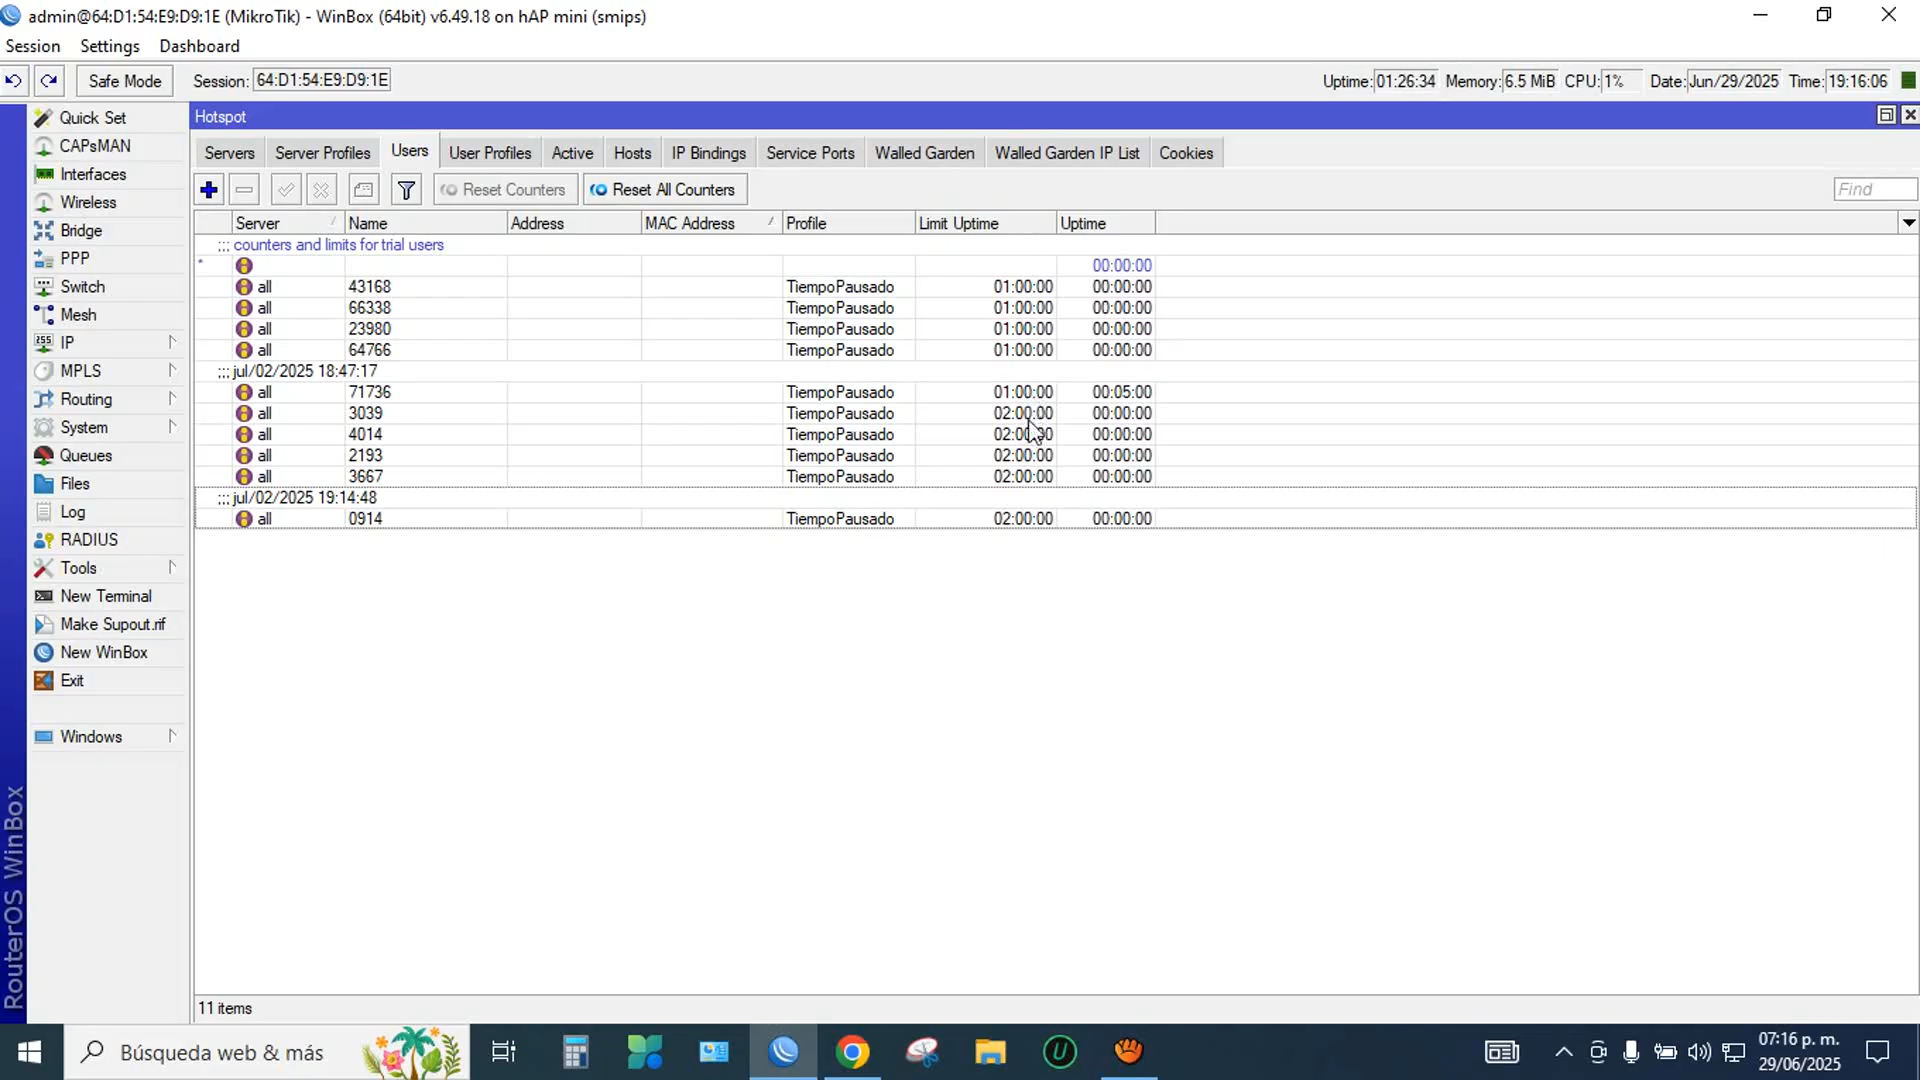 admin@64:D1:54:E9:D9:1E (MikroTik) - WinBox (64bit) v6.49.18 on hAP mini (smips)
Session Settings Dashboard
Safe Mode Session: 64:D1:54:E9:D9:1E Uptime: 01:26:34 Memory: 6.5 MiB CPU: 1% Date: Jun/29/2025 Time: 19:16:06
Quick Set
CAPsMAN
Interfaces
Wireless
Bridge
PPP
Switch
Mesh
IP
MPLS
Routing
System
Queues
Files
Log
RADIUS
Tools
New Terminal
Make Supout.rif
New WinBox
Exit
Windows
RouterOS WinBox
Hotspot
Servers Server Profiles Users User Profiles Active Hosts IP Bindings Service Ports Walled Garden Walled Garden IP List Cookies
Reset Counters Reset All Counters Find
Server Name Address MAC Address Profile Limit Uptime Uptime
;;; counters and limits for trial users
* 00:00:00
all 43168 TiempoPausado 01:00:00 00:00:00
all 66338 TiempoPausado 01:00:00 00:00:00
all 23980 TiempoPausado 01:00:00 00:00:00
all 64766 TiempoPausado 01:00:00 00:00:00
;;; jul/02/2025 18:47:17
all 71736 TiempoPausado 01:00:00 00:05:00
all 3039 TiempoPausado 02:00:00 00:00:00
all 4014 TiempoPausado 02:00:00 00:00:00
all 2193 TiempoPausado 02:00:00 00:00:00
all 3667 TiempoPausado 02:00:00 00:00:00
;;; jul/02/2025 19:14:48
all 0914 TiempoPausado 02:00:00 00:00:00
11 items
Búsqueda web & más
07:16 p. m.
29/06/2025